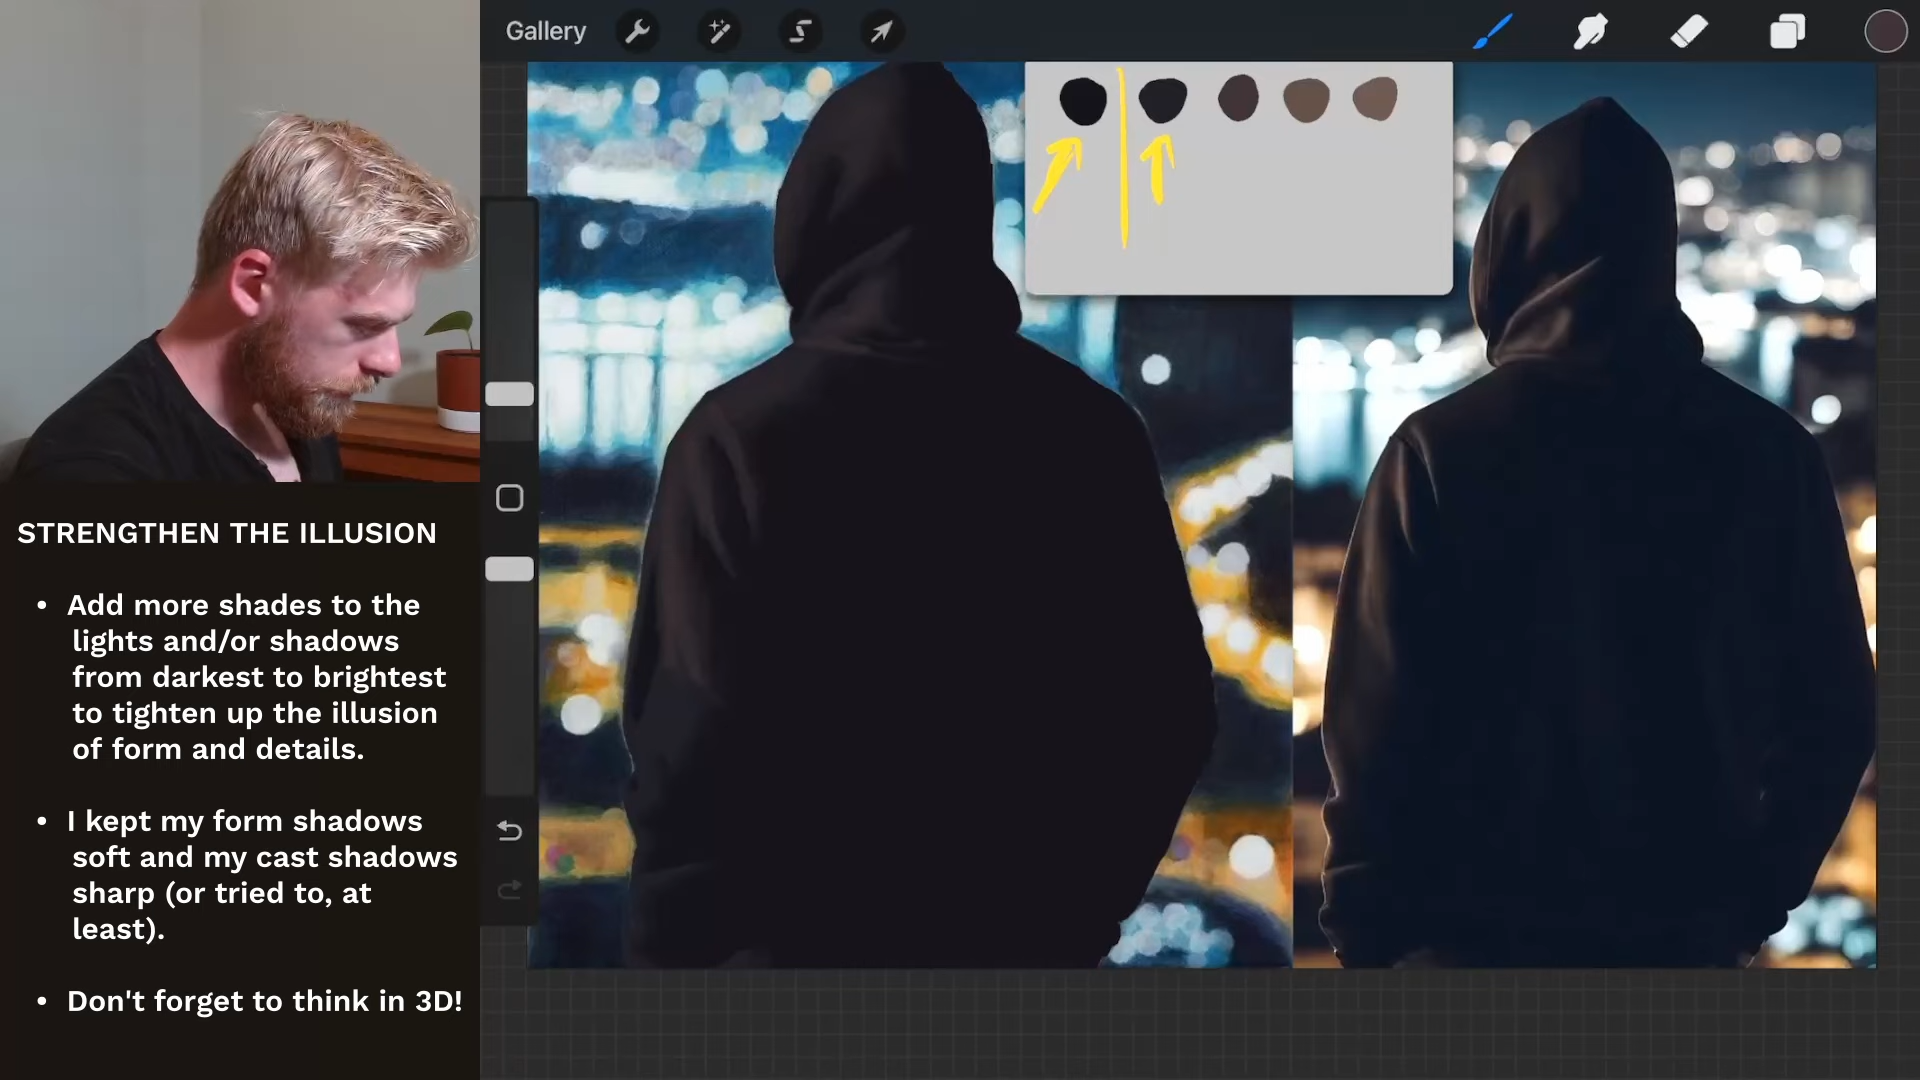 Gallery
STRENGTHEN THE ILLUSION
• Add more shades to the
lights and/or shadows
from darkest to brightest
to tighten up the illusion
of form and details.
• I kept my form shadows
soft and my cast shadows
sharp (or tried to, at
least).
• Don't forget to think in 3D!